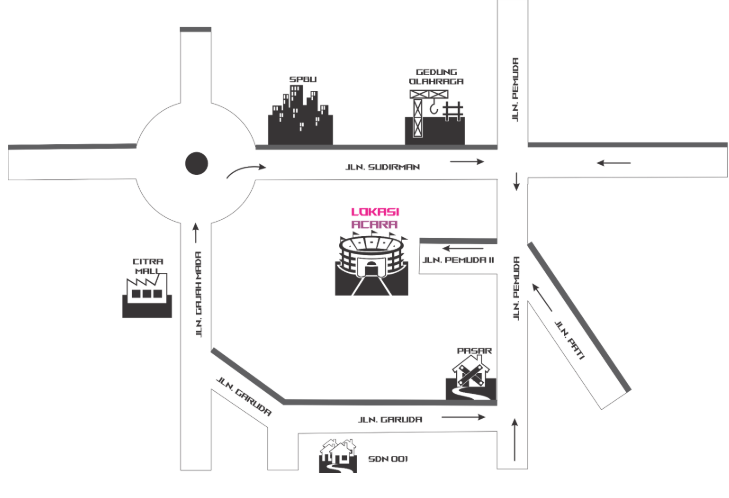 SPBU
GEDUNG
OLAHRAGA
JLN. PEMUDA
JLN. SUDIRMAN
LOKASI
ACARA
CITRA
MALL
JLN. GAJAH MADA
JLN. PEMUDA II
JLN. PEMUDA
JLN. PATI
PASAR
JLN. GARUDA
JLN. GARUDA
SDN 001